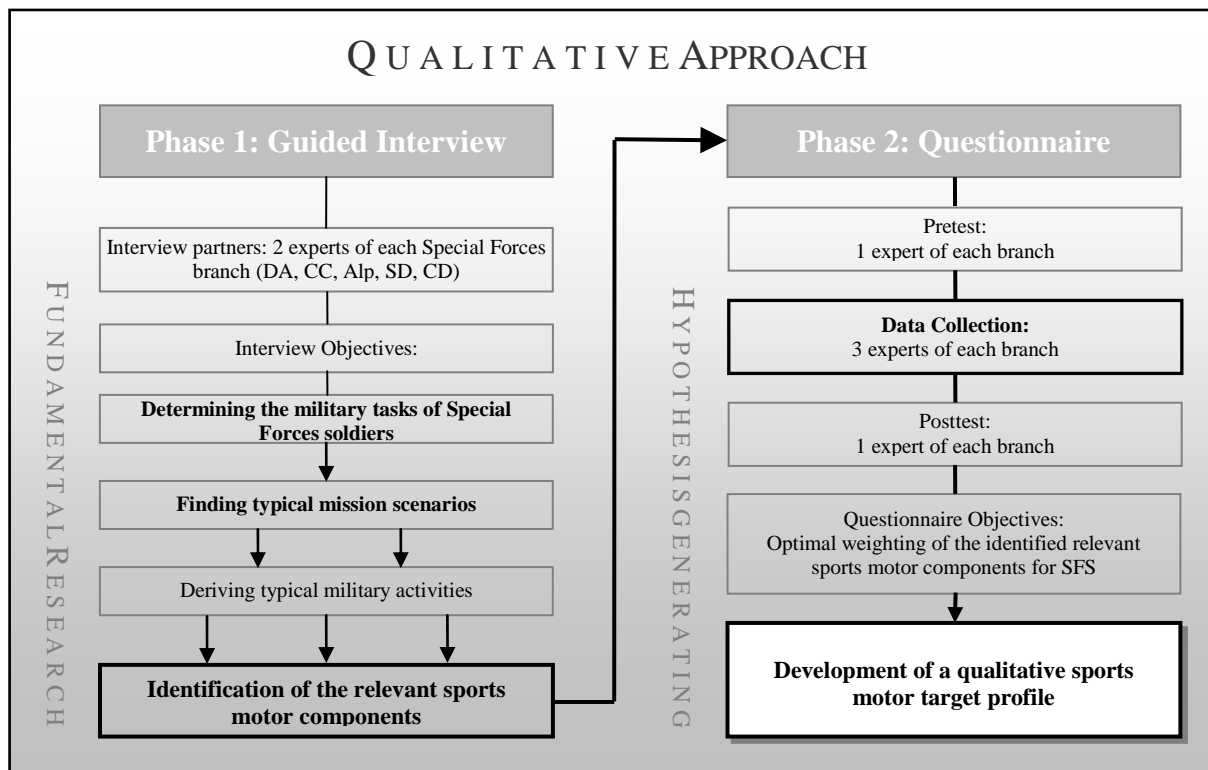 QUALITATIVE APPROACH
FUNDAMENTAL RESEARCH
Phase 1: Guided Interview
Interview partners: 2 experts of each Special Forces
branch (DA, CC, Alp, SD, CD)
Interview Objectives:
Determining the military tasks of Special
Forces soldiers
Finding typical mission scenarios
Deriving typical military activities
Identification of the relevant sports
motor components
HYPOTHESISGENERATING
Phase 2: Questionnaire
Pretest:
1 expert of each branch
Data Collection:
3 experts of each branch
Posttest:
1 expert of each branch
Questionnaire Objectives:
Optimal weighting of the identified relevant
sports motor components for SFS
Development of a qualitative sports
motor target profile